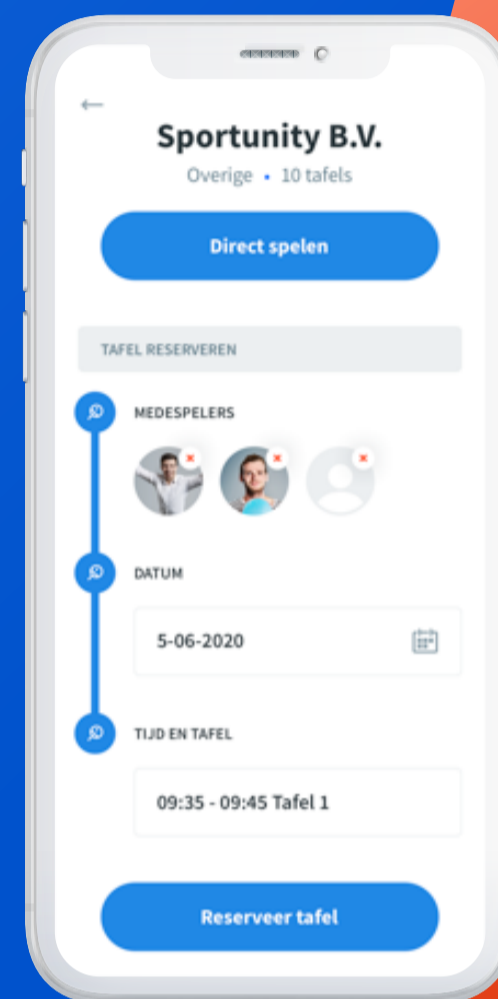 Sportunity B.V.
Overige • 10 tafels
Direct spelen
TAFEL RESERVEREN
MEDESPELERS
DATUM
5-06-2020
TIJD EN TAFEL
09:35 - 09:45 Tafel 1
Reserveer tafel